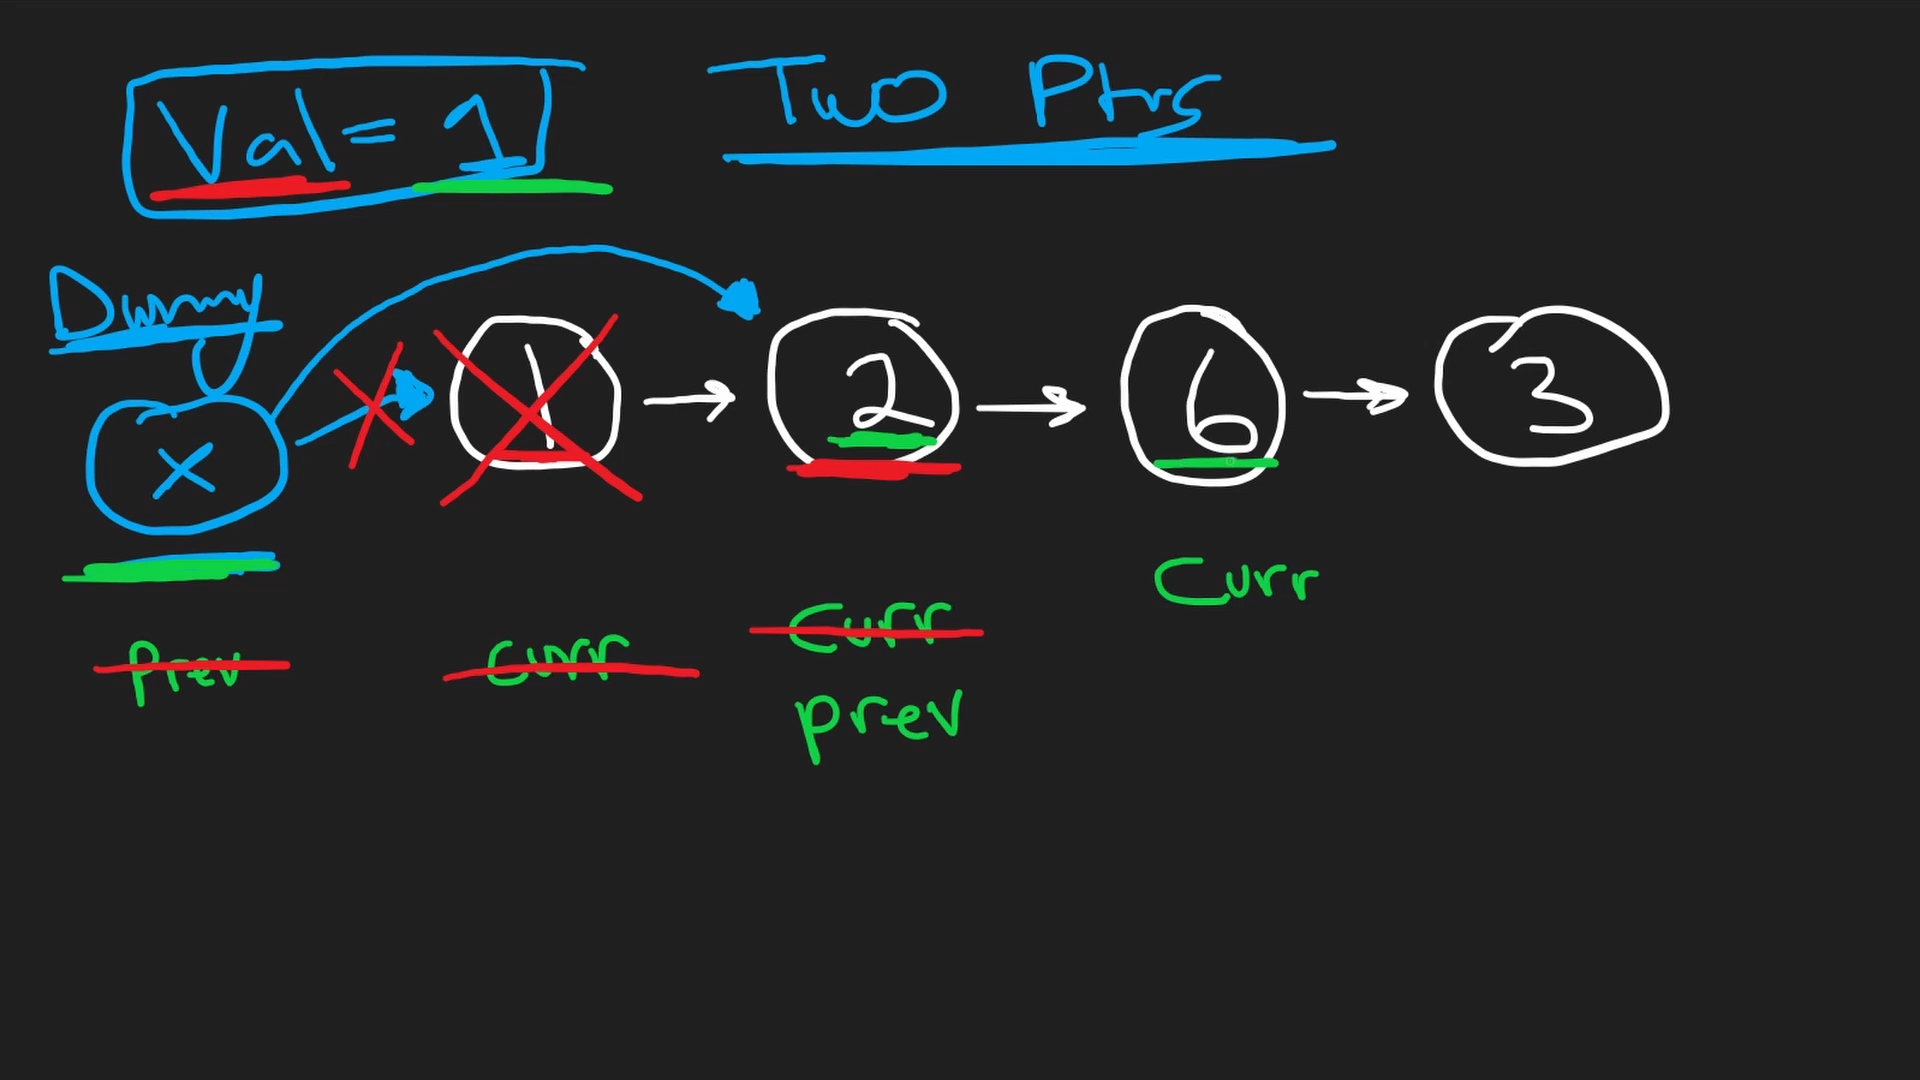 Val = 1
Two Ptrs
Dummy
X
1
2
6
3
Curr
Curr
Prev
Curr
prev